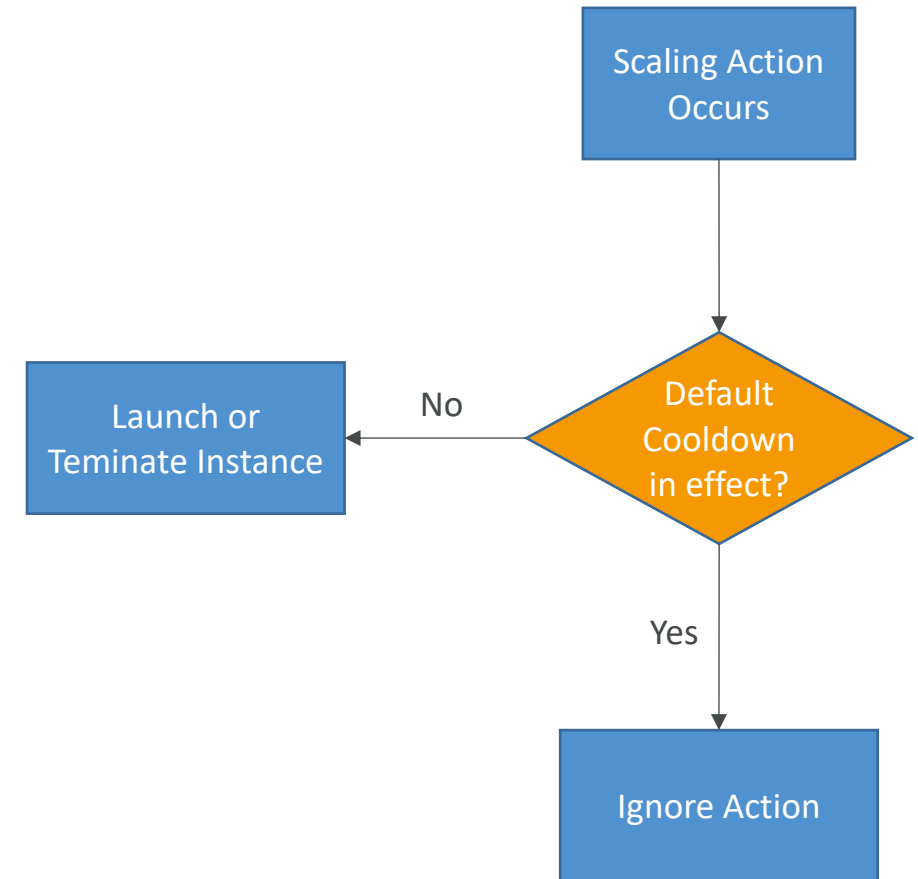 Scaling Action
Occurs
Default
Cooldown
in effect?
No
Launch or
Teminate Instance
Yes
Ignore Action